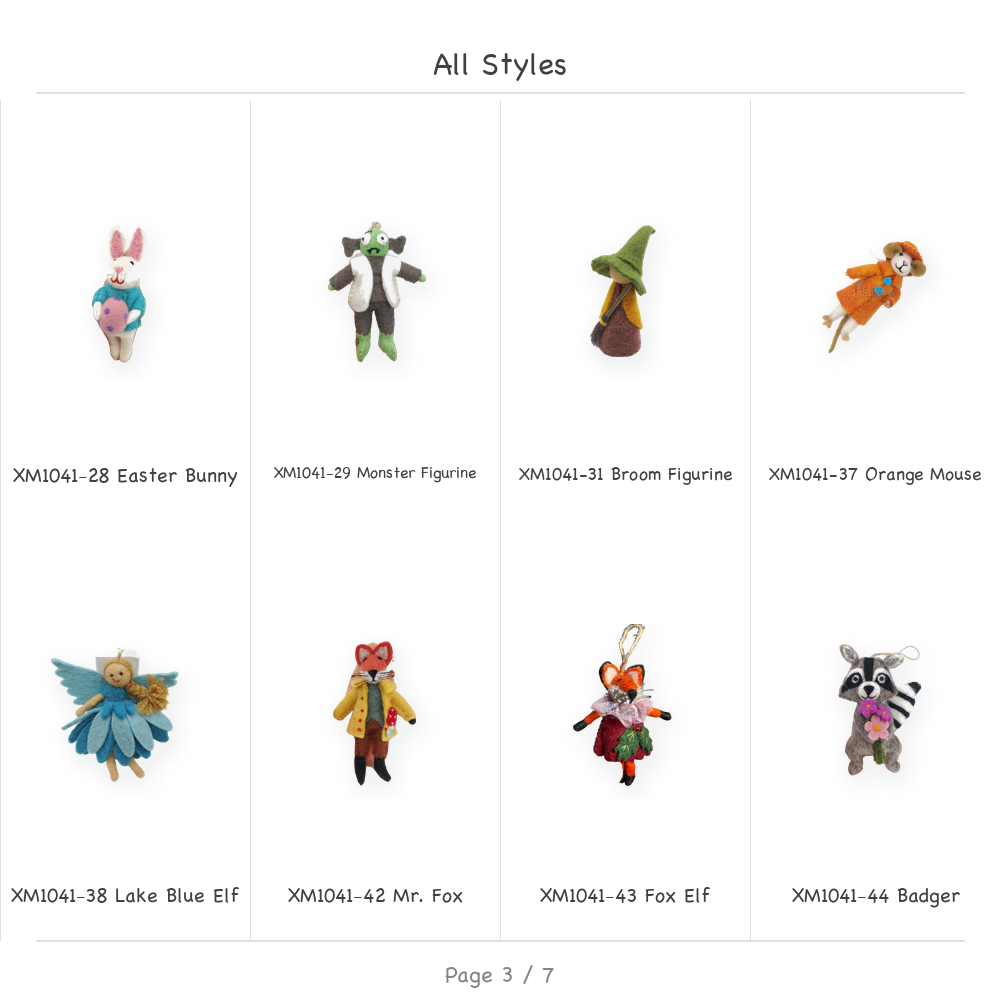 All Styles
XM1041-28 Easter Bunny
XM1041-29 Monster Figurine
XM1041-31 Broom Figurine
XM1041-37 Orange Mouse
XM1041-38 Lake Blue Elf
XM1041-42 Mr. Fox
XM1041-43 Fox Elf
XM1041-44 Badger
Page 3 / 7